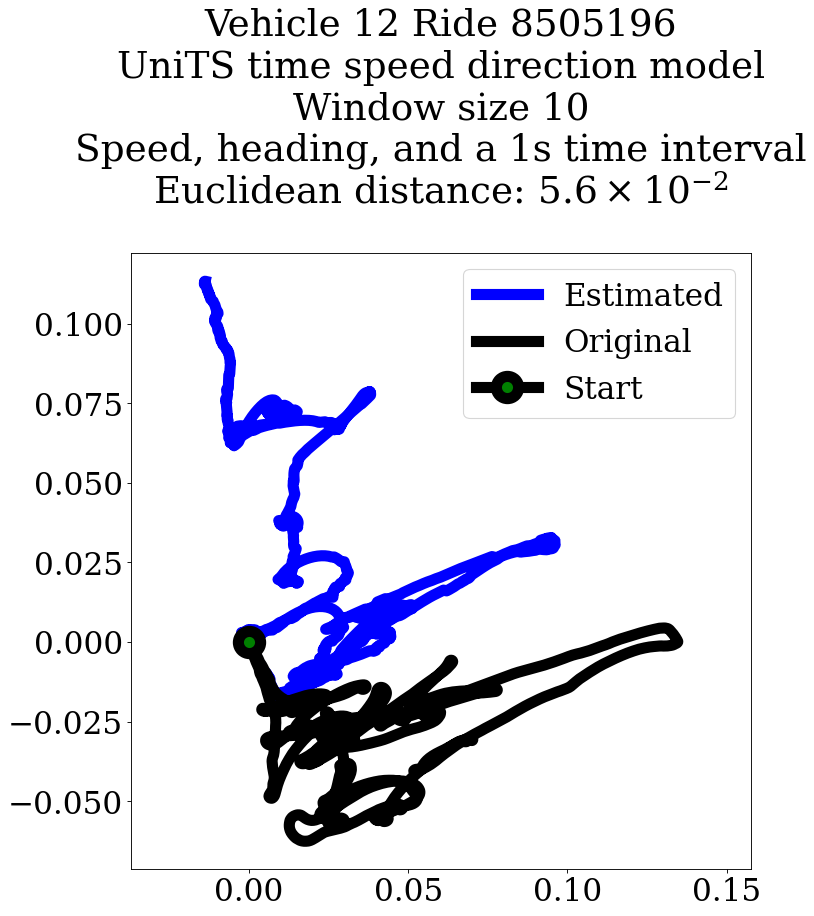 Vehicle 12 Ride 8505196
UniTS time speed direction model
Window size 10
Speed, heading, and a 1s time interval
Euclidean distance: 5.6 × 10⁻²
Estimated
Original
Start
0.100
0.075
0.050
0.025
0.000
−0.025
−0.050
0.00 0.05 0.10 0.15